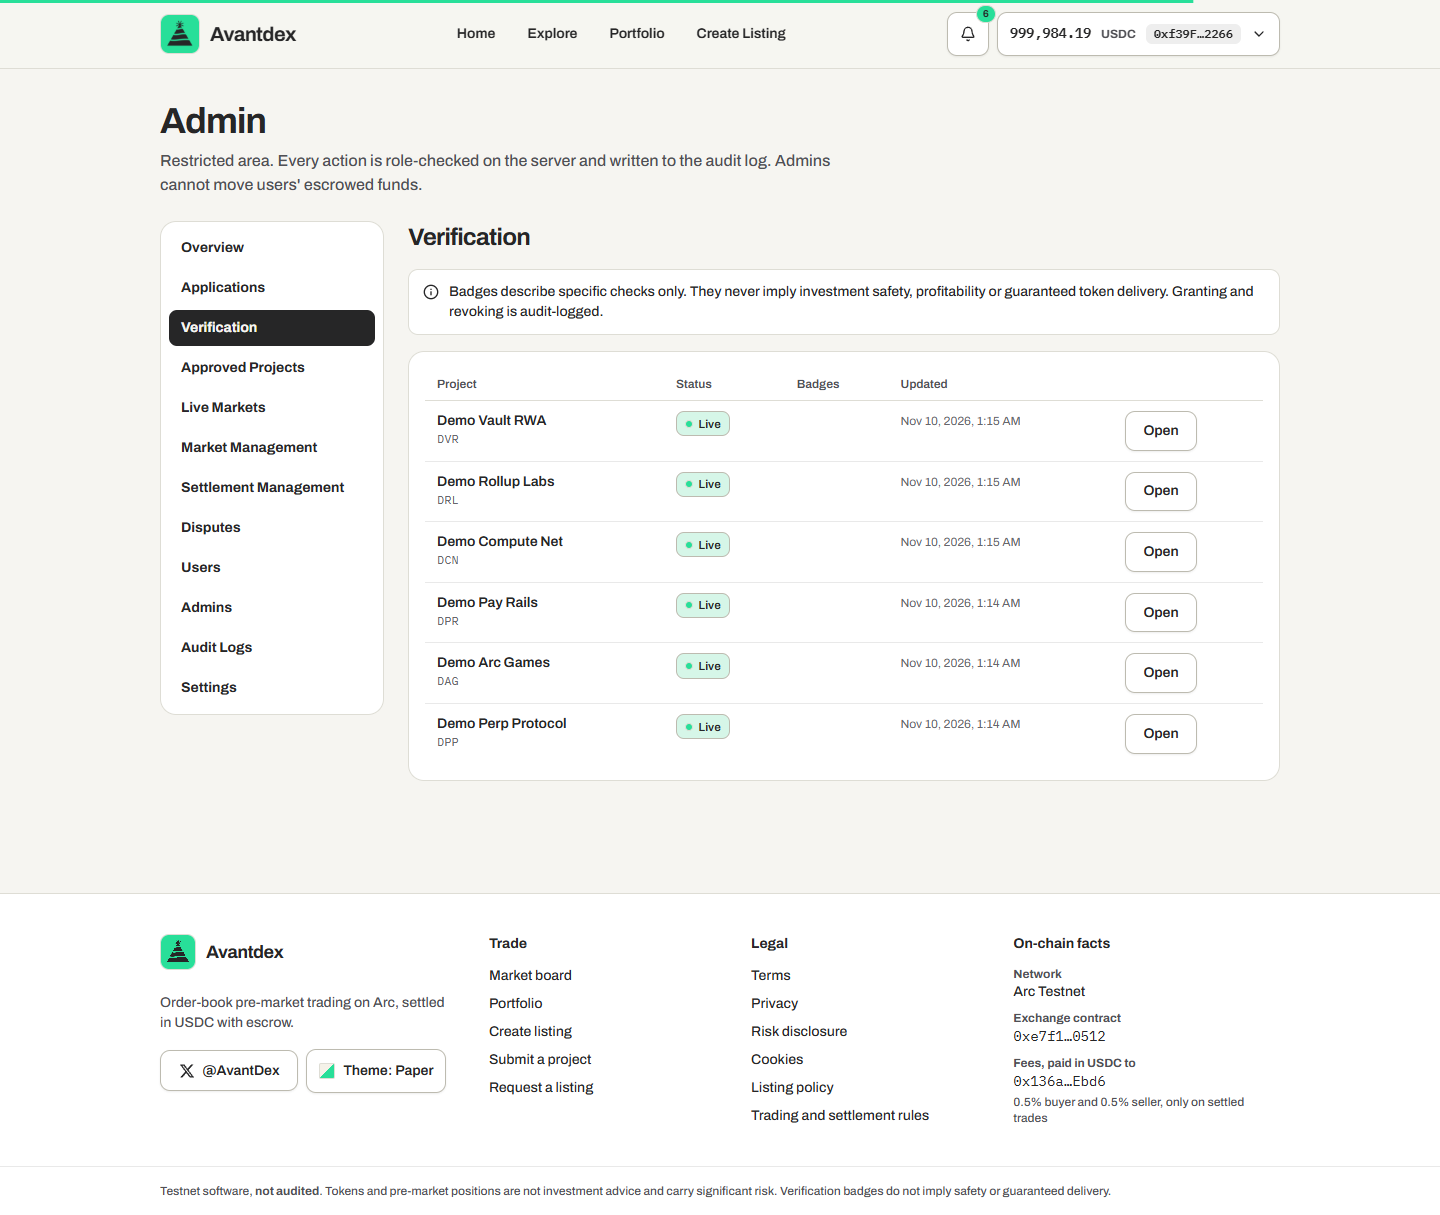 Avantdex
Home
Explore
Portfolio
Create Listing
6
999,984.19 USDC 0xf39F…2266
Admin
Restricted area. Every action is role-checked on the server and written to the audit log. Admins
cannot move users' escrowed funds.
Overview
Applications
Verification
Approved Projects
Live Markets
Market Management
Settlement Management
Disputes
Users
Admins
Audit Logs
Settings
Verification
Badges describe specific checks only. They never imply investment safety, profitability or guaranteed token delivery. Granting and
revoking is audit-logged.
Project Status Badges Updated
Demo Vault RWA Live Nov 10, 2026, 1:15 AM Open
DVR
Demo Rollup Labs Live Nov 10, 2026, 1:15 AM Open
DRL
Demo Compute Net Live Nov 10, 2026, 1:15 AM Open
DCN
Demo Pay Rails Live Nov 10, 2026, 1:14 AM Open
DPR
Demo Arc Games Live Nov 10, 2026, 1:14 AM Open
DAG
Demo Perp Protocol Live Nov 10, 2026, 1:14 AM Open
DPP
Avantdex
Order-book pre-market trading on Arc, settled
in USDC with escrow.
@AvantDex
Theme: Paper
Trade
Market board
Portfolio
Create listing
Submit a project
Request a listing
Legal
Terms
Privacy
Risk disclosure
Cookies
Listing policy
Trading and settlement rules
On-chain facts
Network
Arc Testnet
Exchange contract
0xe7f1…0512
Fees, paid in USDC to
0x136a…Ebd6
0.5% buyer and 0.5% seller, only on settled
trades
Testnet software, not audited. Tokens and pre-market positions are not investment advice and carry significant risk. Verification badges do not imply safety or guaranteed delivery.